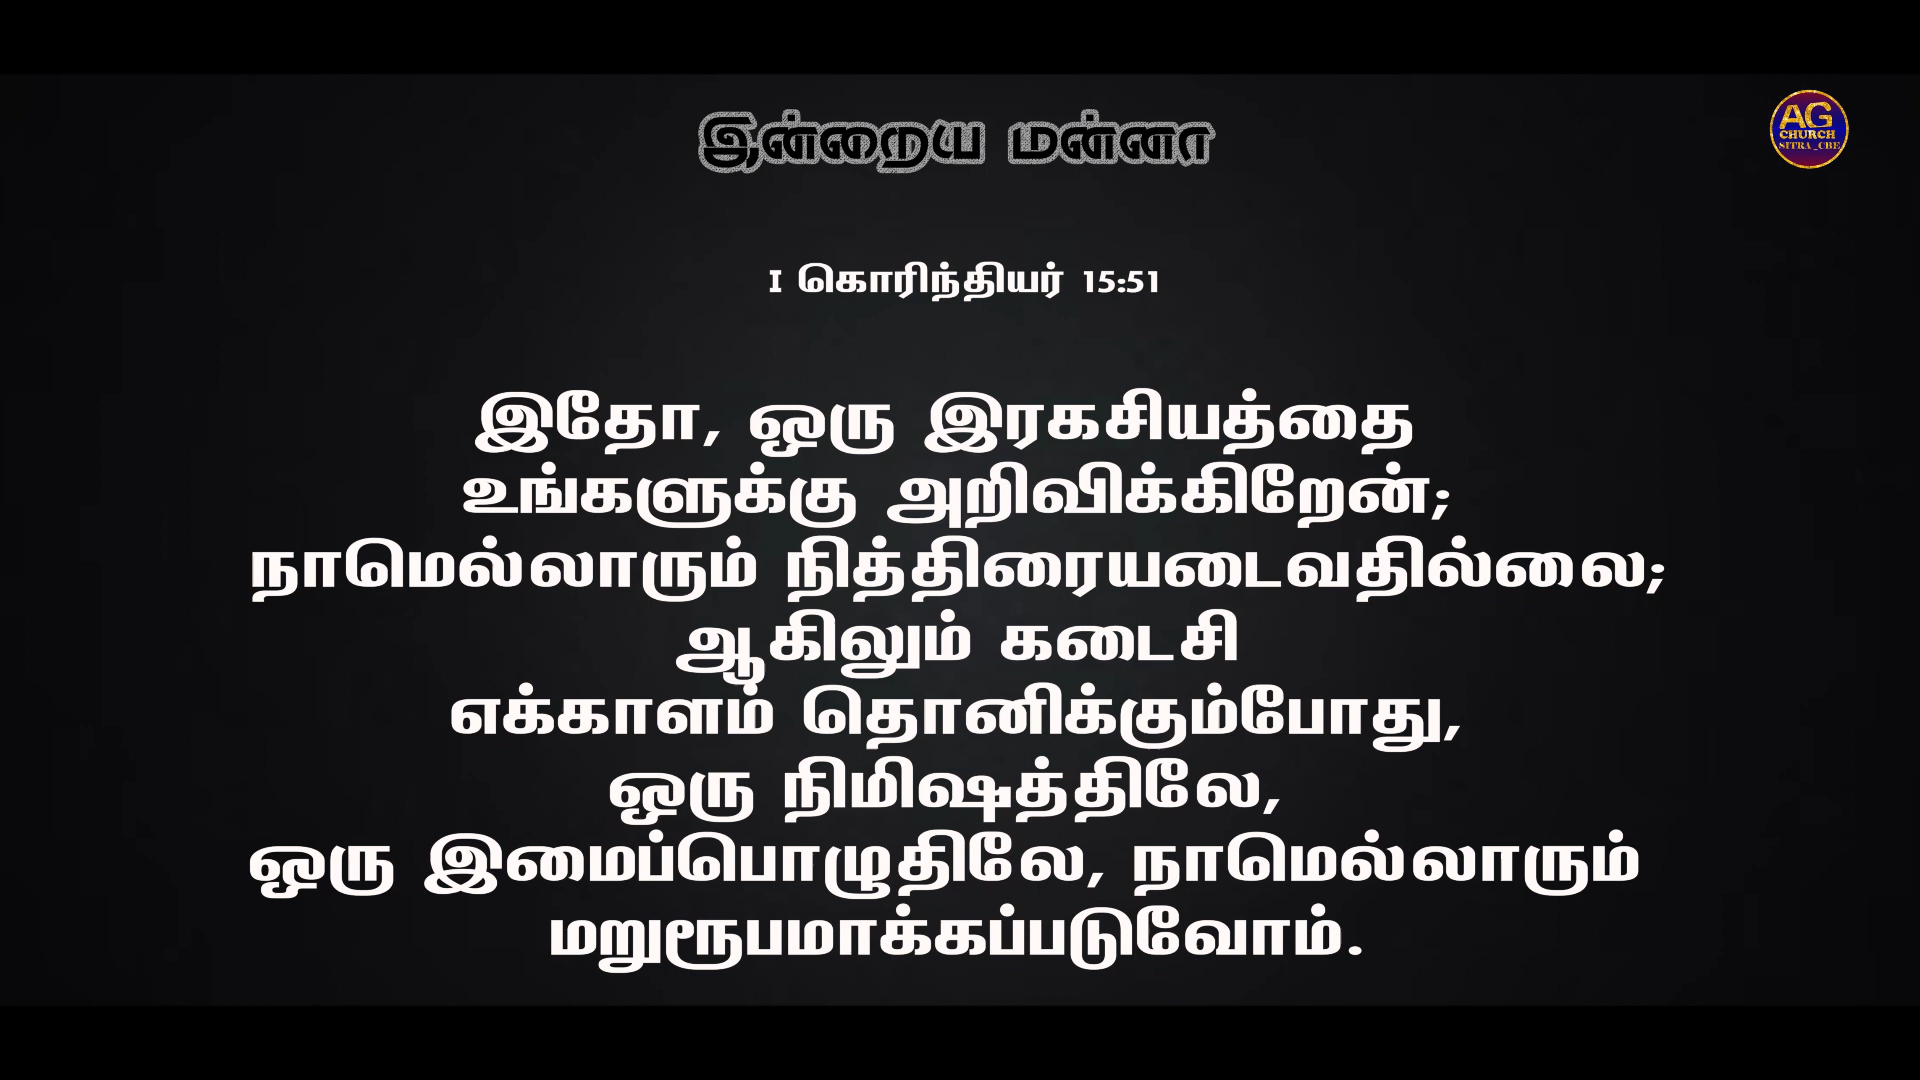 இன்றைய மன்னா
AG
CHURCH
SITRA_CBE
I கொரிந்தியர் 15:51
இதோ, ஒரு இரகசியத்தை
உங்களுக்கு அறிவிக்கிறேன்;
நாமெல்லாரும் நித்திரையடைவதில்லை;
ஆகிலும் கடைசி
எக்காளம் தொனிக்கும்போது,
ஒரு நிமிஷத்திலே,
ஒரு இமைப்பொழுதிலே, நாமெல்லாரும்
மறுரூபமாக்கப்படுவோம்.